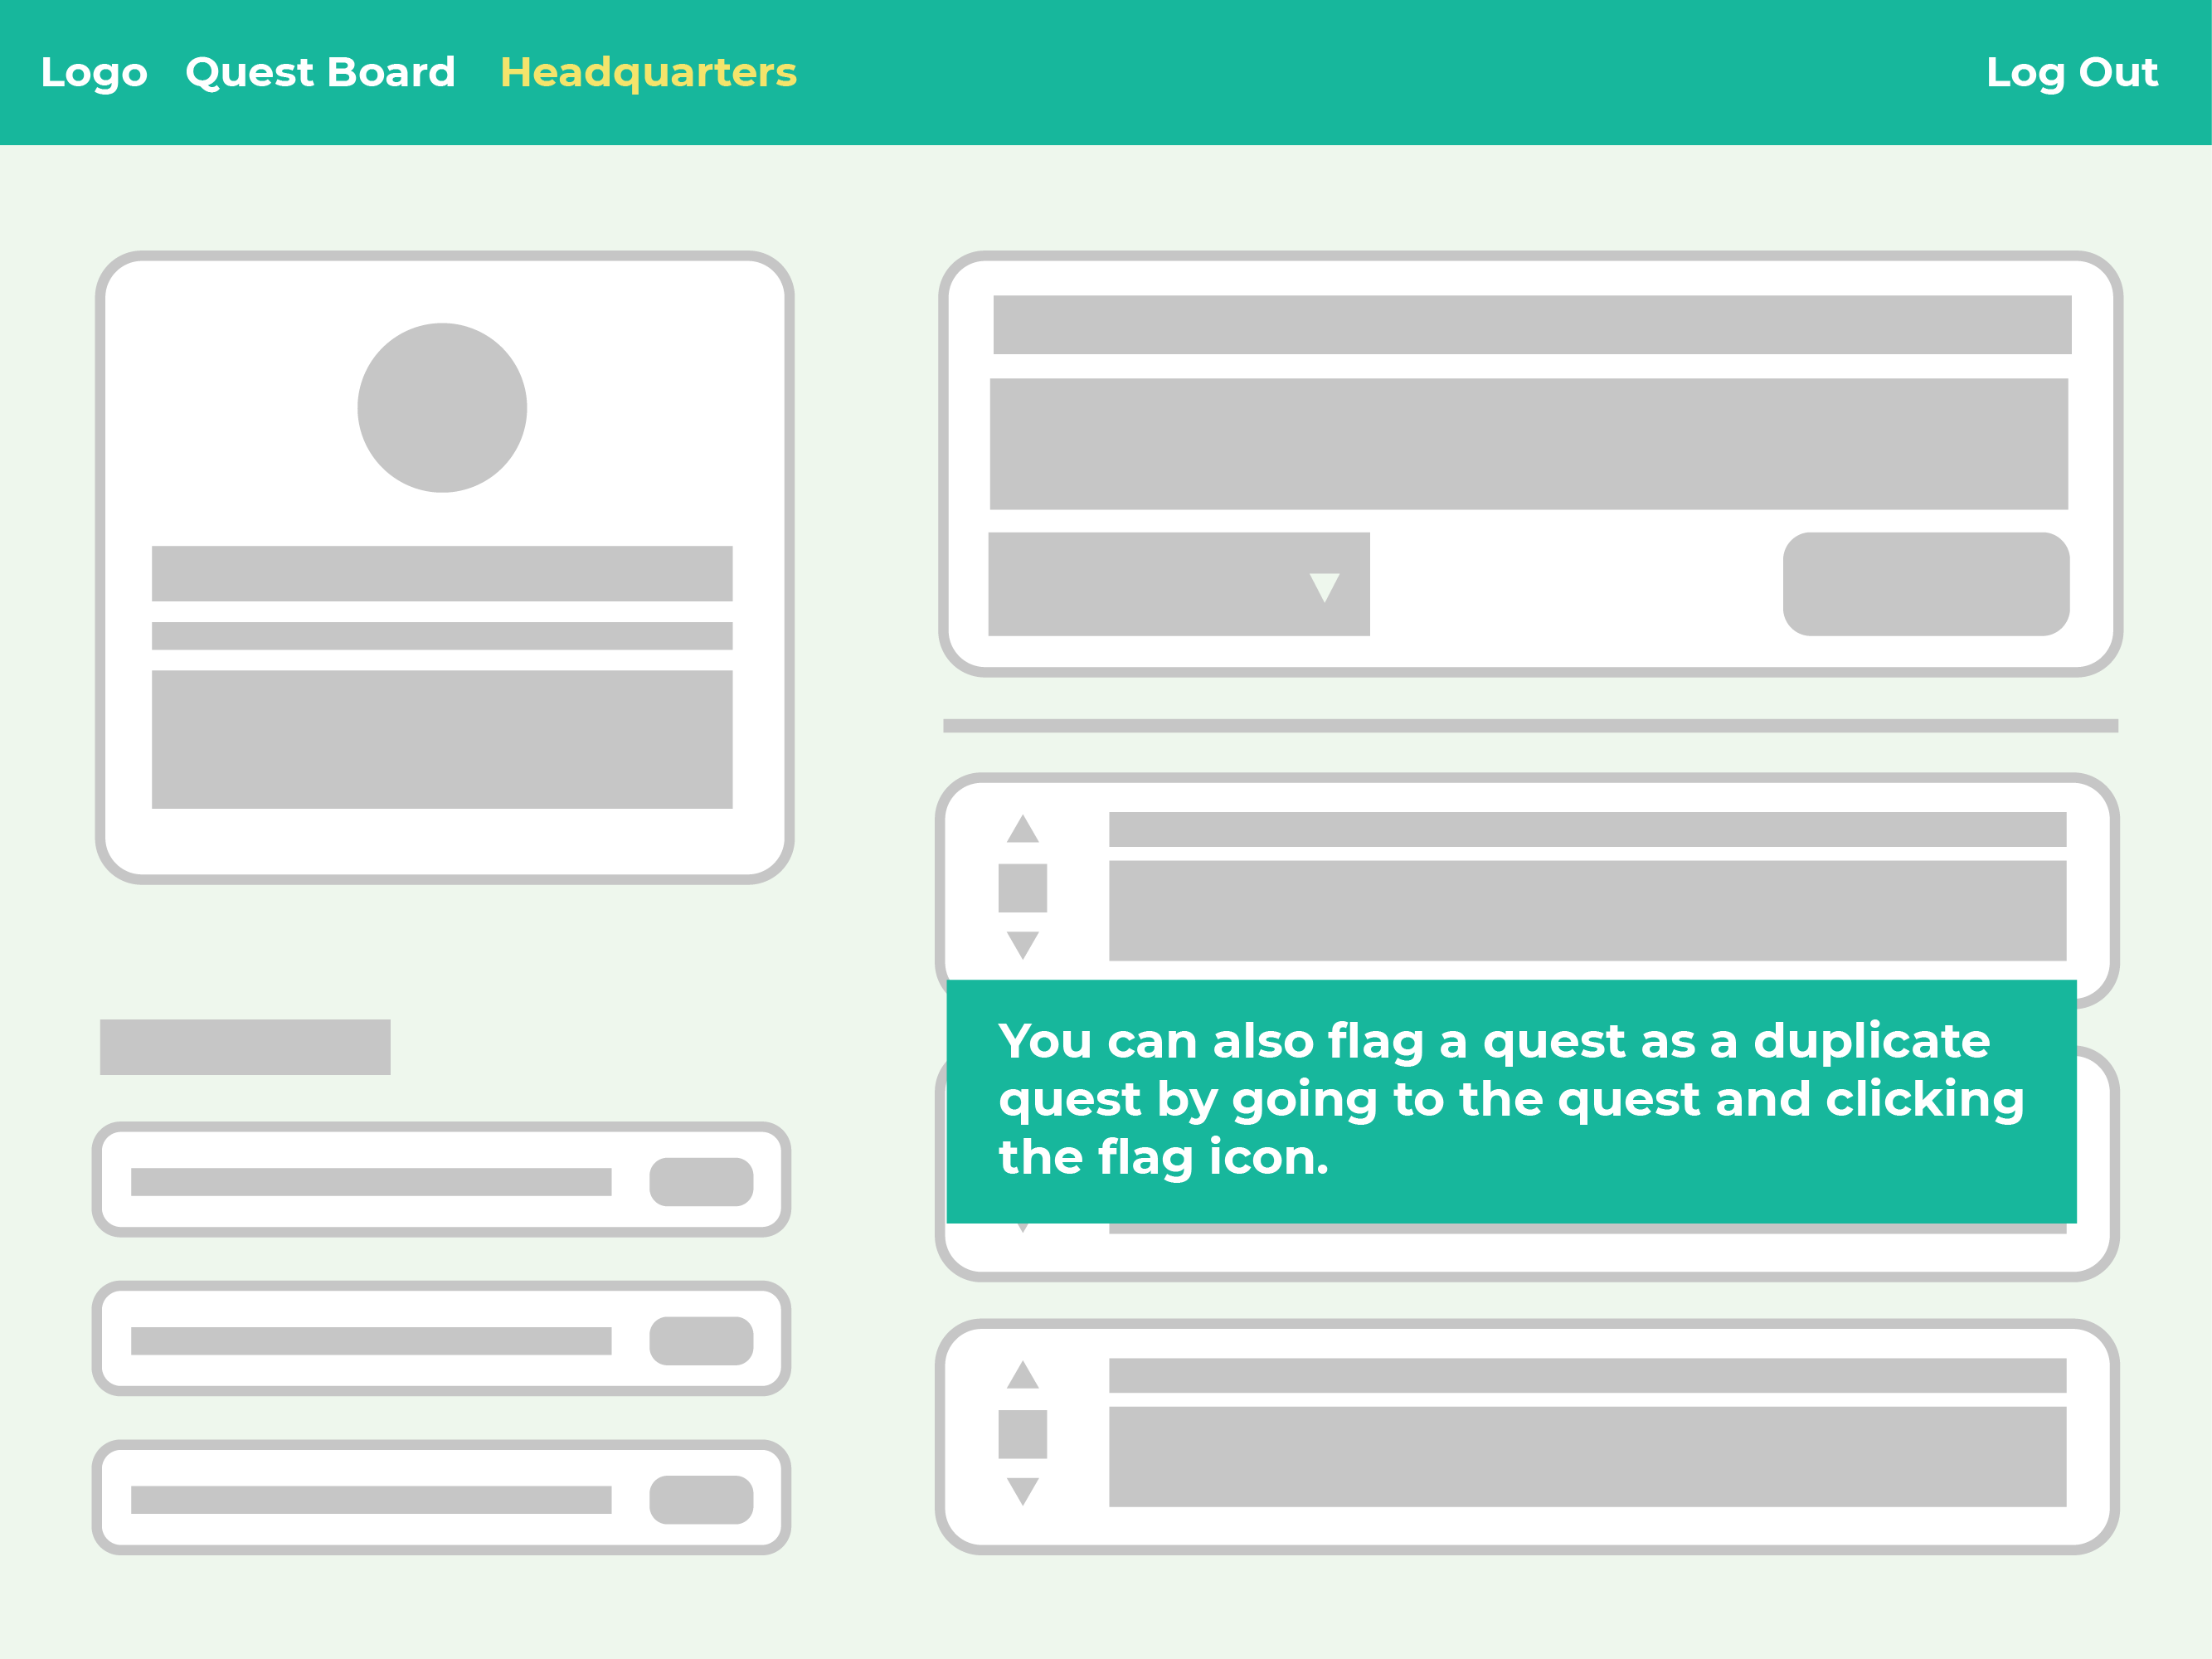 Logo Quest Board Headquarters Log Out
You can also flag a quest as a duplicate
quest by going to the quest and clicking
the flag icon.